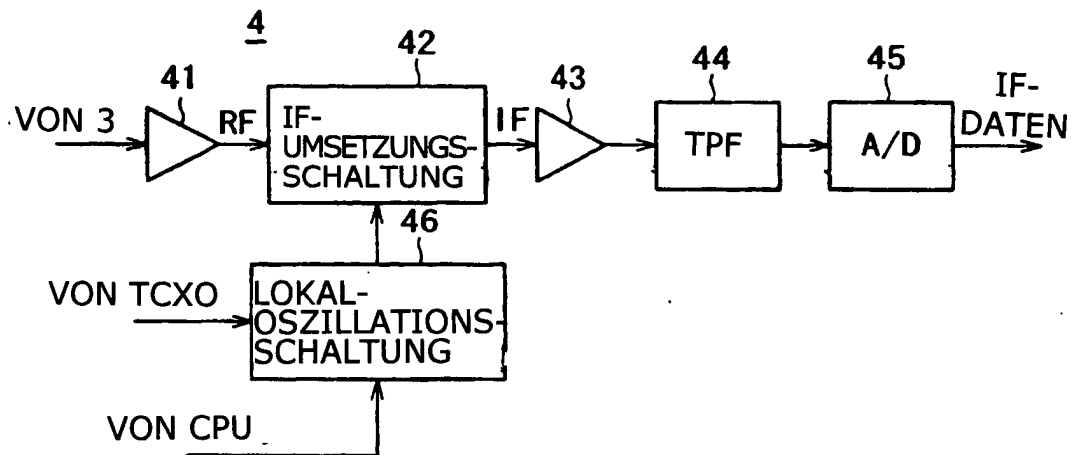 4
41
42
43
44
45
VON 3
RF
IF-
UMSETZUNGS-
SCHALTUNG
IF
TPF
A/D
IF-
DATEN
46
VON TCXO
LOKAL-
OSZILLATIONS-
SCHALTUNG
VON CPU